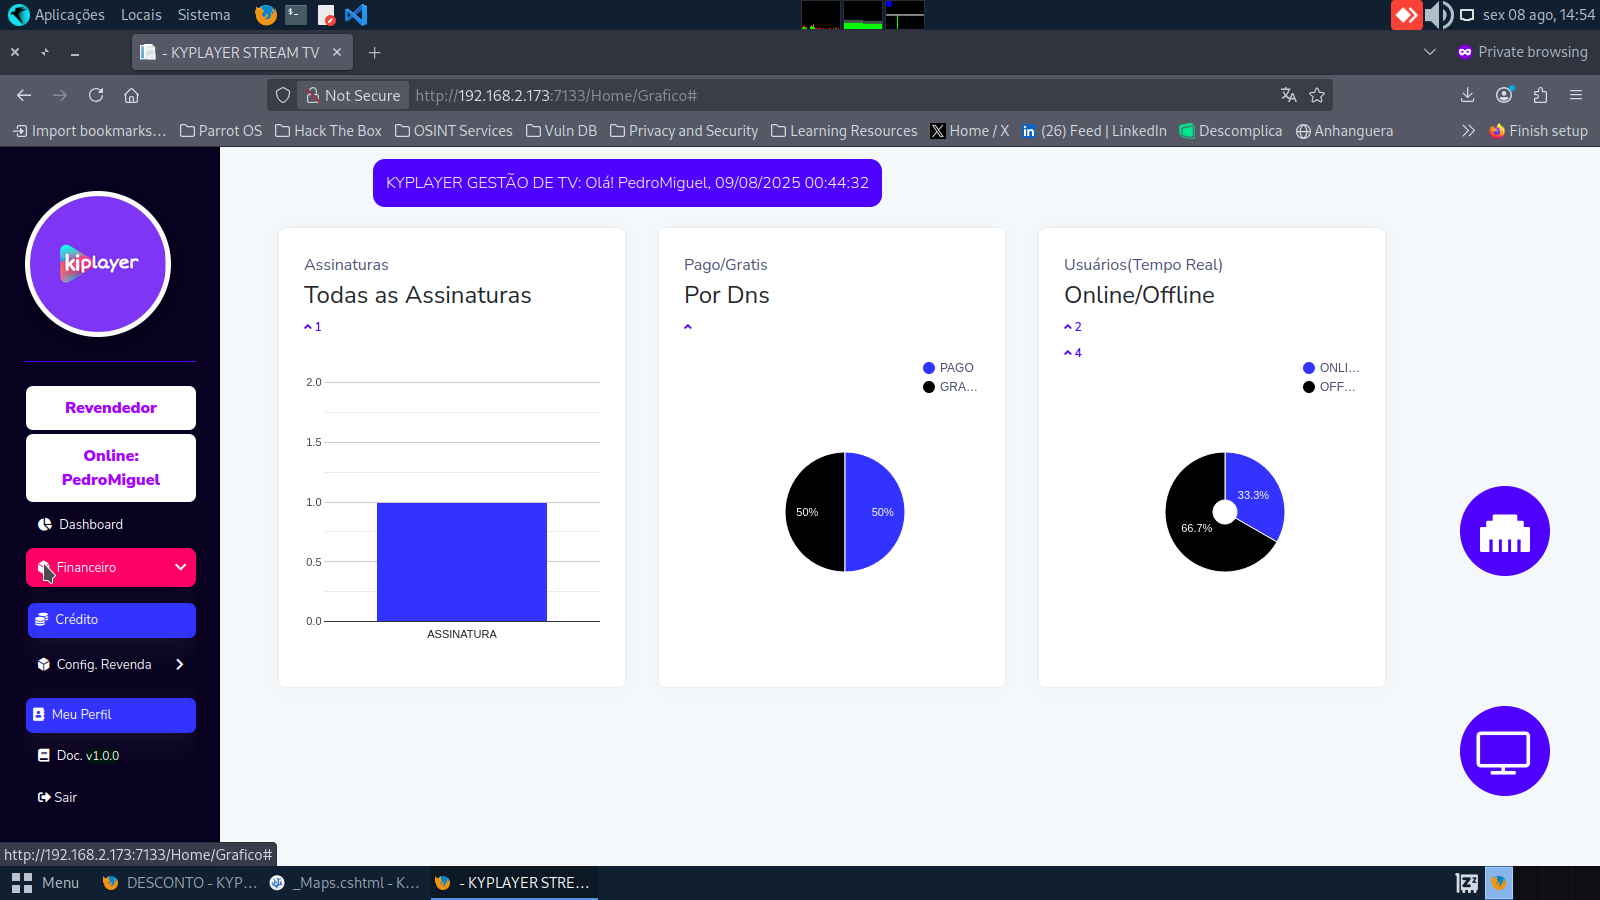 Aplicações Locais Sistema
sex 08 ago, 14:54
- KYPLAYER STREAM TV
Private browsing
Not Secure http://192.168.2.173:7133/Home/Grafico#
Import bookmarks... Parrot OS Hack The Box OSINT Services Vuln DB Privacy and Security Learning Resources Home / X (26) Feed | LinkedIn Descomplica Anhanguera Finish setup
kiplayer
Revendedor
Online:
PedroMiguel
Dashboard
Financeiro
Crédito
Config. Revenda
Meu Perfil
Doc. v1.0.0
Sair
KYPLAYER GESTÃO DE TV: Olá! PedroMiguel, 09/08/2025 00:44:32
Assinaturas
Todas as Assinaturas
1
2.0
1.5
1.0
0.5
0.0
ASSINATURA
Pago/Gratis
Por Dns
PAGO
GRA...
50%
50%
Usuários(Tempo Real)
Online/Offline
2
4
ONLI...
OFF...
33.3%
66.7%
http://192.168.2.173:7133/Home/Grafico#
Menu DESCONTO - KYP... _Maps.cshtml - K... - KYPLAYER STRE...